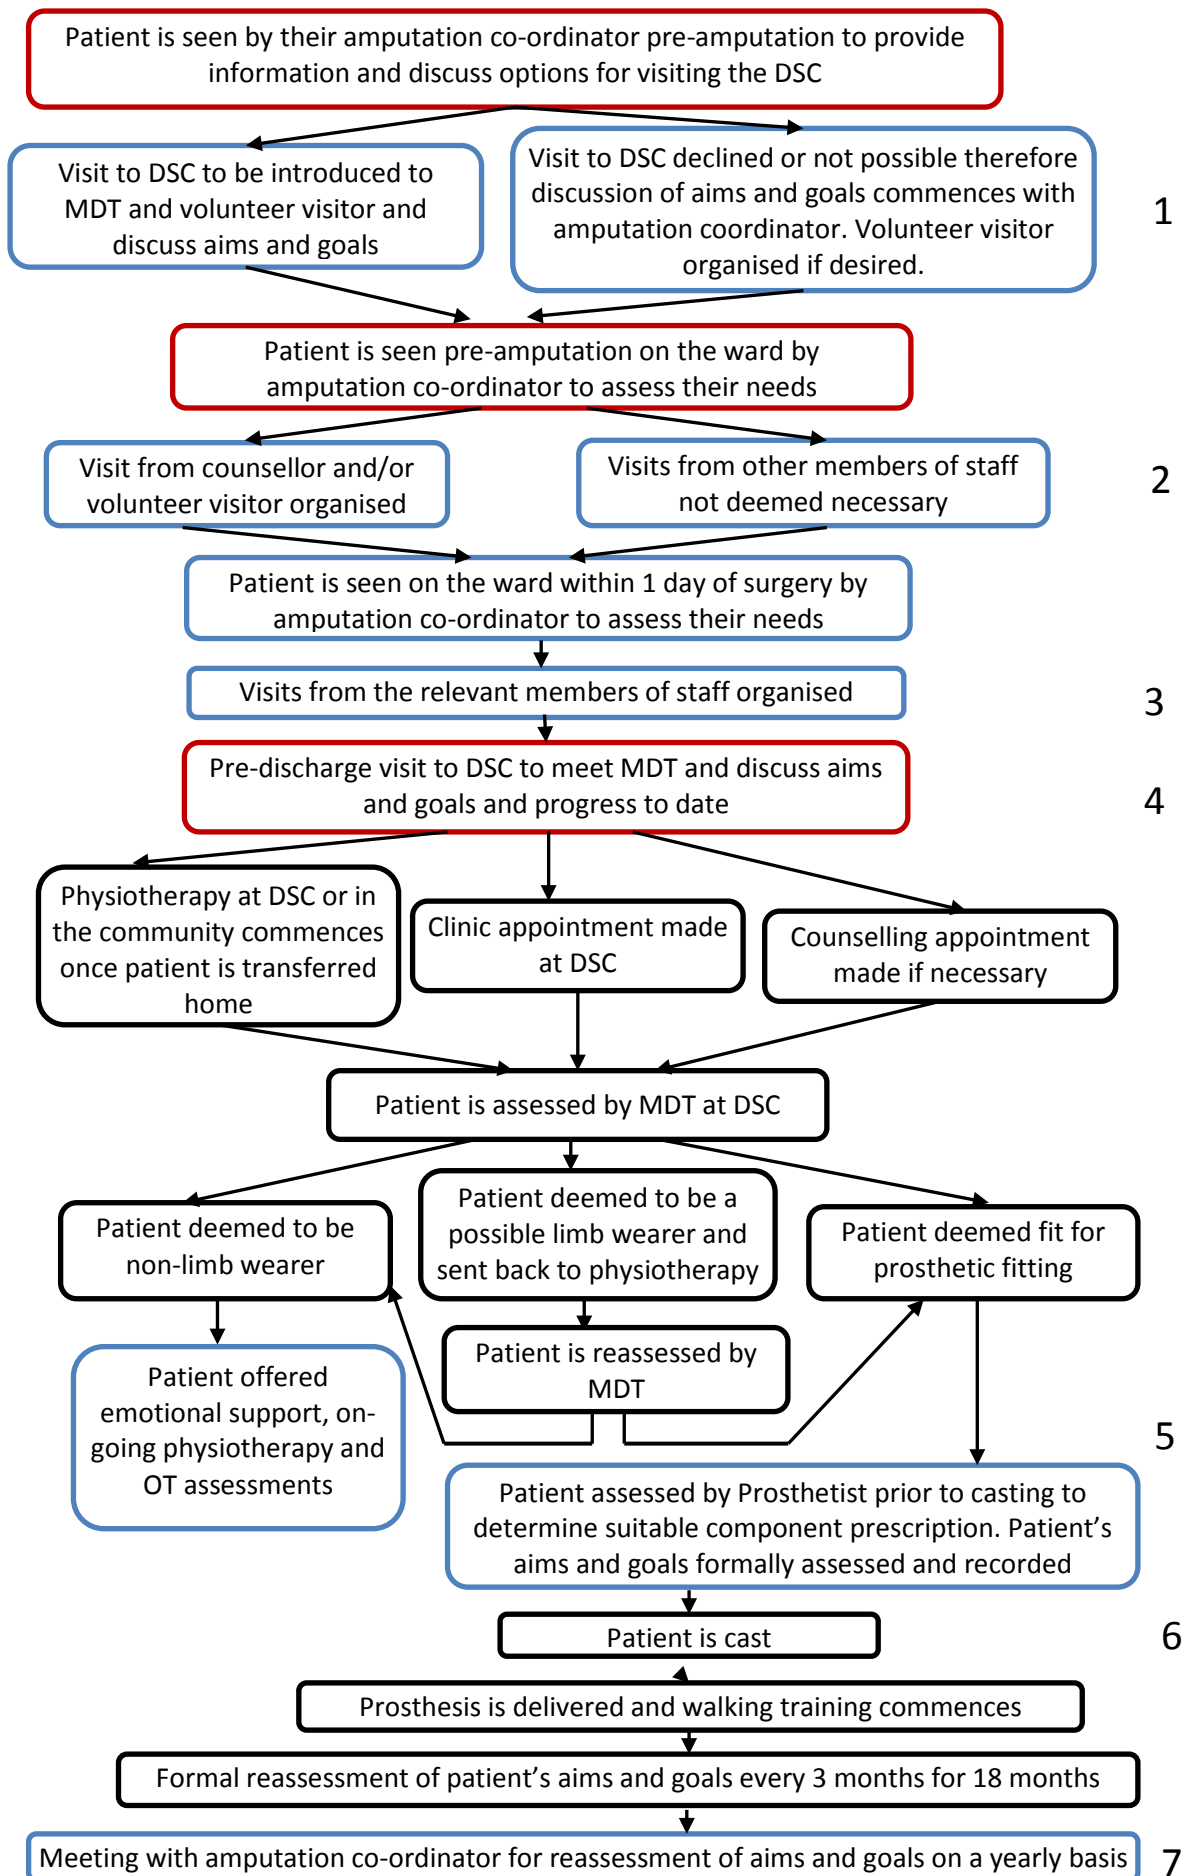 Patient is seen by their amputation co-ordinator pre-amputation to provide
information and discuss options for visiting the DSC
Visit to DSC to be introduced to
MDT and volunteer visitor and
discuss aims and goals
Visit to DSC declined or not possible therefore
discussion of aims and goals commences with
amputation coordinator. Volunteer visitor
organised if desired.
1
Patient is seen pre-amputation on the ward by
amputation co-ordinator to assess their needs
Visit from counsellor and/or
volunteer visitor organised
Visits from other members of staff
not deemed necessary
2
Patient is seen on the ward within 1 day of surgery by
amputation co-ordinator to assess their needs
Visits from the relevant members of staff organised
3
Pre-discharge visit to DSC to meet MDT and discuss aims
and goals and progress to date
4
Physiotherapy at DSC or in
the community commences
once patient is transferred
home
Clinic appointment made
at DSC
Counselling appointment
made if necessary
Patient is assessed by MDT at DSC
Patient deemed to be
non-limb wearer
Patient deemed to be a
possible limb wearer and
sent back to physiotherapy
Patient deemed fit for
prosthetic fitting
Patient is reassessed by
MDT
Patient offered
emotional support, on-
going physiotherapy and
OT assessments
5
Patient assessed by Prosthetist prior to casting to
determine suitable component prescription. Patient's
aims and goals formally assessed and recorded
Patient is cast
6
Prosthesis is delivered and walking training commences
Formal reassessment of patient's aims and goals every 3 months for 18 months
Meeting with amputation co-ordinator for reassessment of aims and goals on a yearly basis
7